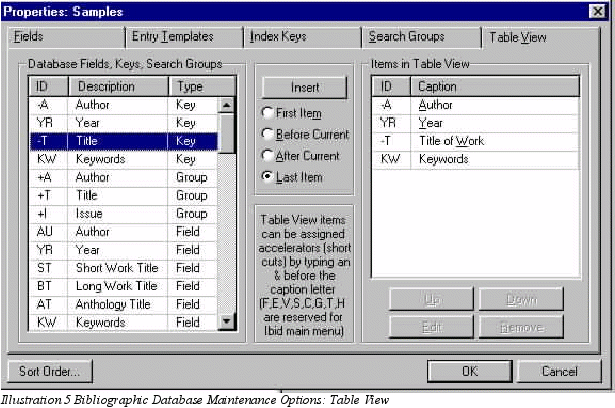 Properties: Samples
Fields
Entry Templates
Index Keys
Search Groups
Table View
Database Fields, Keys, Search Groups
ID Description Type
-A Author Key
YR Year Key
-T Title Key
KW Keywords Key
+A Author Group
+T Title Group
+I Issue Group
AU Author Field
YR Year Field
ST Short Work Title Field
BT Long Work Title Field
AT Anthology Title Field
KW Keywords Field
Insert
First Item
Before Current
After Current
Last Item
Table View items
can be assigned
accelerators (short
cuts) by typing an
& before the
caption letter
(F,E,V,S,C,G,T,H
are reserved for
Ibid main menu)
Items in Table View
ID Caption
-A Author
YR Year
-T Title of Work
KW Keywords
Up
Down
Edit
Remove
Sort Order...
OK
Cancel
Illustration 5 Bibliographic Database Maintenance Options: Table View